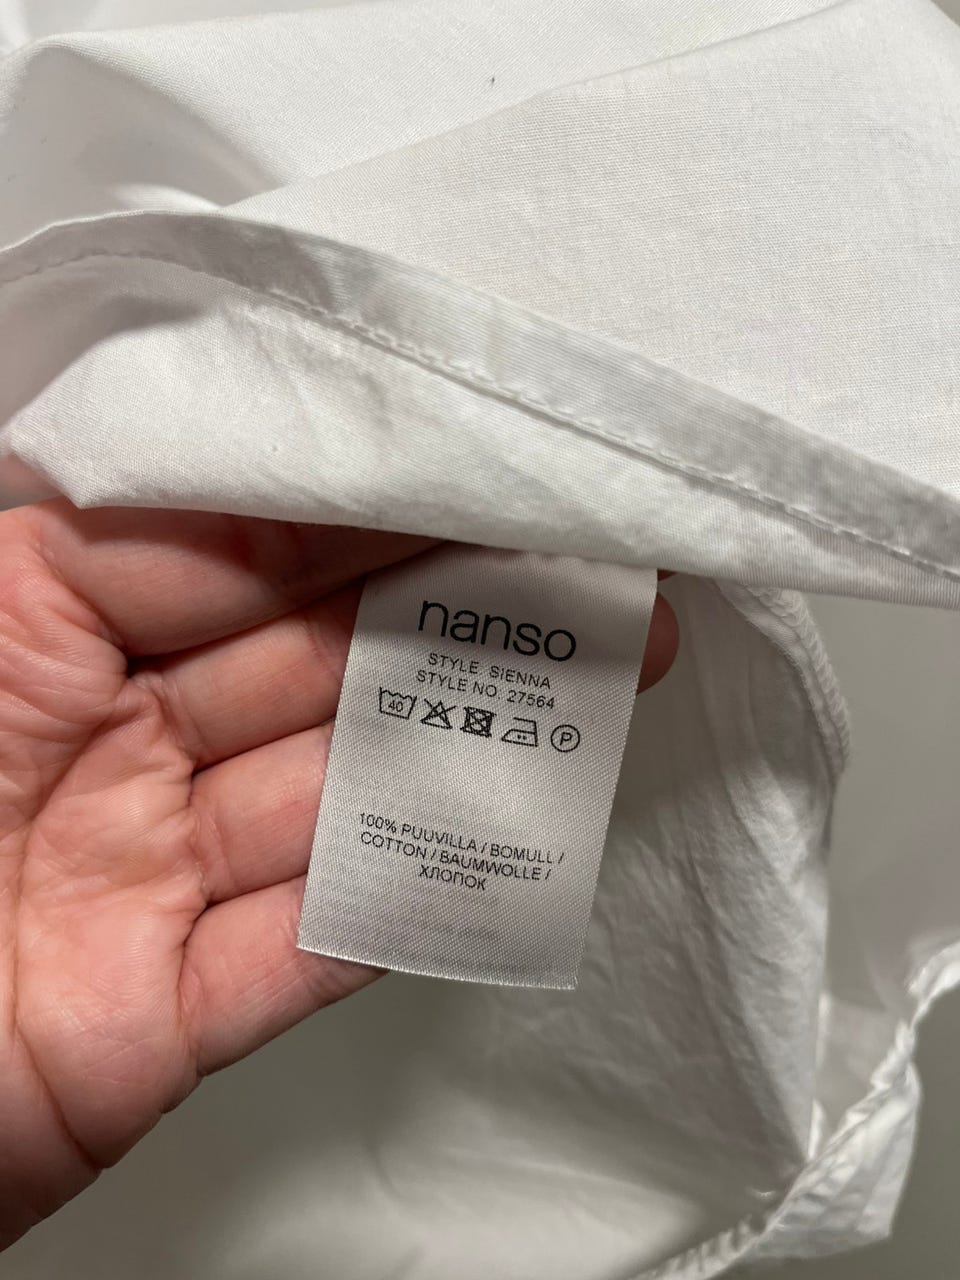 nanso
STYLE SIENNA
STYLE NO 27564
40 P
100% PUUVILLA / BOMULL /
COTTON / BAUMWOLLE /
ХЛОПОК